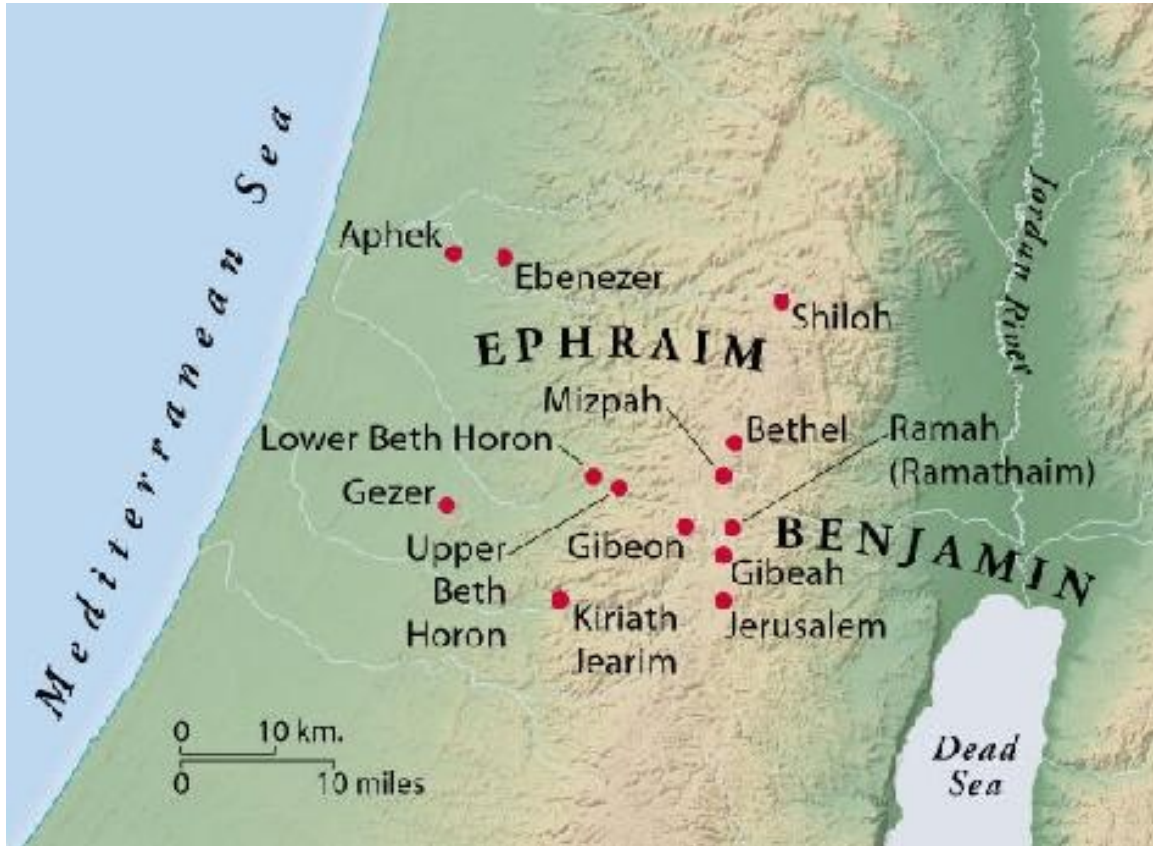 Mediterranean Sea
Jordan River
Aphek
Ebenezer
Shiloh
EPHRAIM
Mizpah
Bethel
Ramah
(Ramathaim)
Lower Beth Horon
Gezer
Upper
Beth
Horon
Gibeon
BENJAMIN
Gibeah
Kiriath
Jearim
Jerusalem
0 10 km.
0 10 miles
Dead
Sea